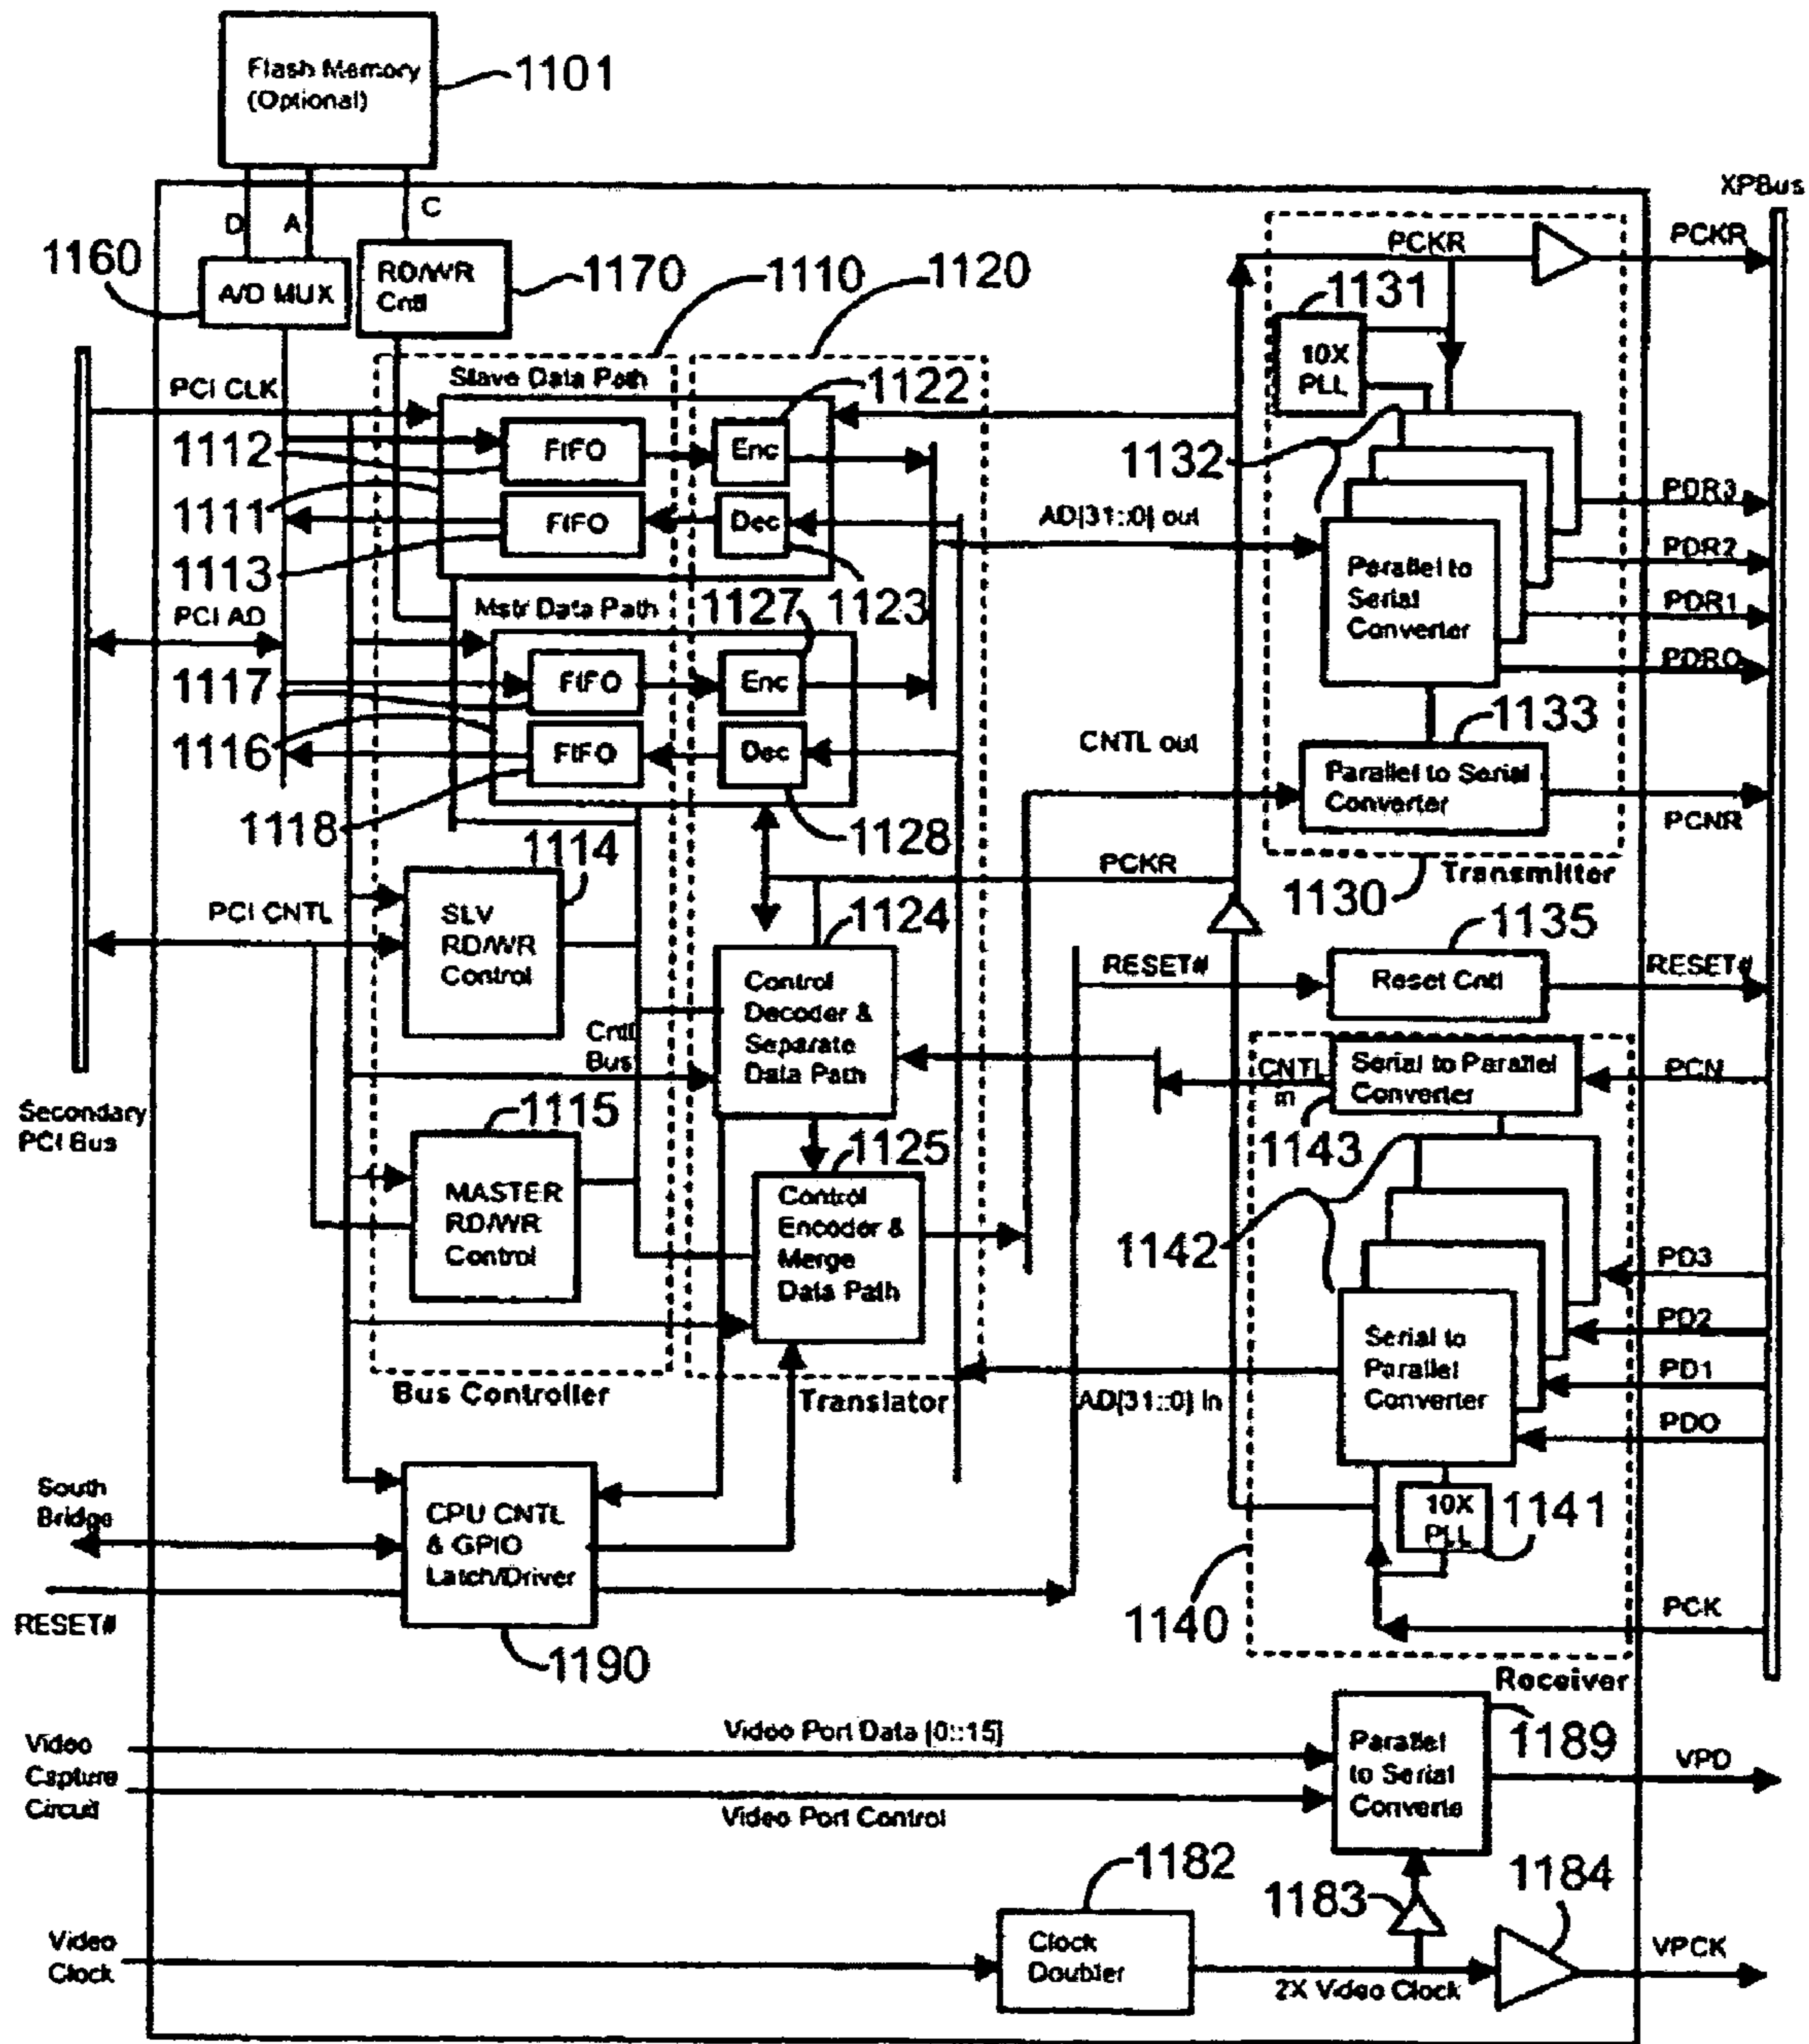 Flash Memory
(Optional)
1101
XPBus
D
A
C
1160
A/D MUX
RD/WR
Cntl
1170
1110
1120
PCKR
PCKR
1131
10X
PLL
Slave Data Path
1122
PCI CLK
1112
FIFO
Enc
1132
1111
FIFO
Dec
AD[31::0] out
PDR3
1113
Parallel to
Serial
Converter
PDR2
PCI AD
Mstr Data Path
1127
1123
PDR1
1117
FIFO
Enc
PDR0
1116
FIFO
Dec
CNTL out
1133
Parallel to Serial
Converter
1118
1114
1128
PCNR
PCKR
Transmitter
1130
PCI CNTL
SLV
RD/WR
Control
1124
1135
RESET#
Reset Cntl
RESET#
Control
Decoder &
Separate
Data Path
Cntl
Bus
CNTL
in
Serial to Parallel
Converter
PCN
Secondary
PCI Bus
1115
1125
1143
MASTER
RD/WR
Control
Control
Encoder &
Merge
Data Path
1142
PD3
Serial to
Parallel
Converter
PD2
PD1
Bus Controller
Translator
AD[31::0] In
PD0
South
Bridge
CPU CNTL
& GPIO
Latch/Driver
10X
PLL
1141
RESET#
1140
PCK
1190
Receiver
Video
Capture
Circuit
Video Port Data [0::15]
Video Port Control
Parallel
to Serial
Converte
1189
VPD
1182
1183
1184
Video
Clock
Clock
Doubler
2X Video Clock
VPCK